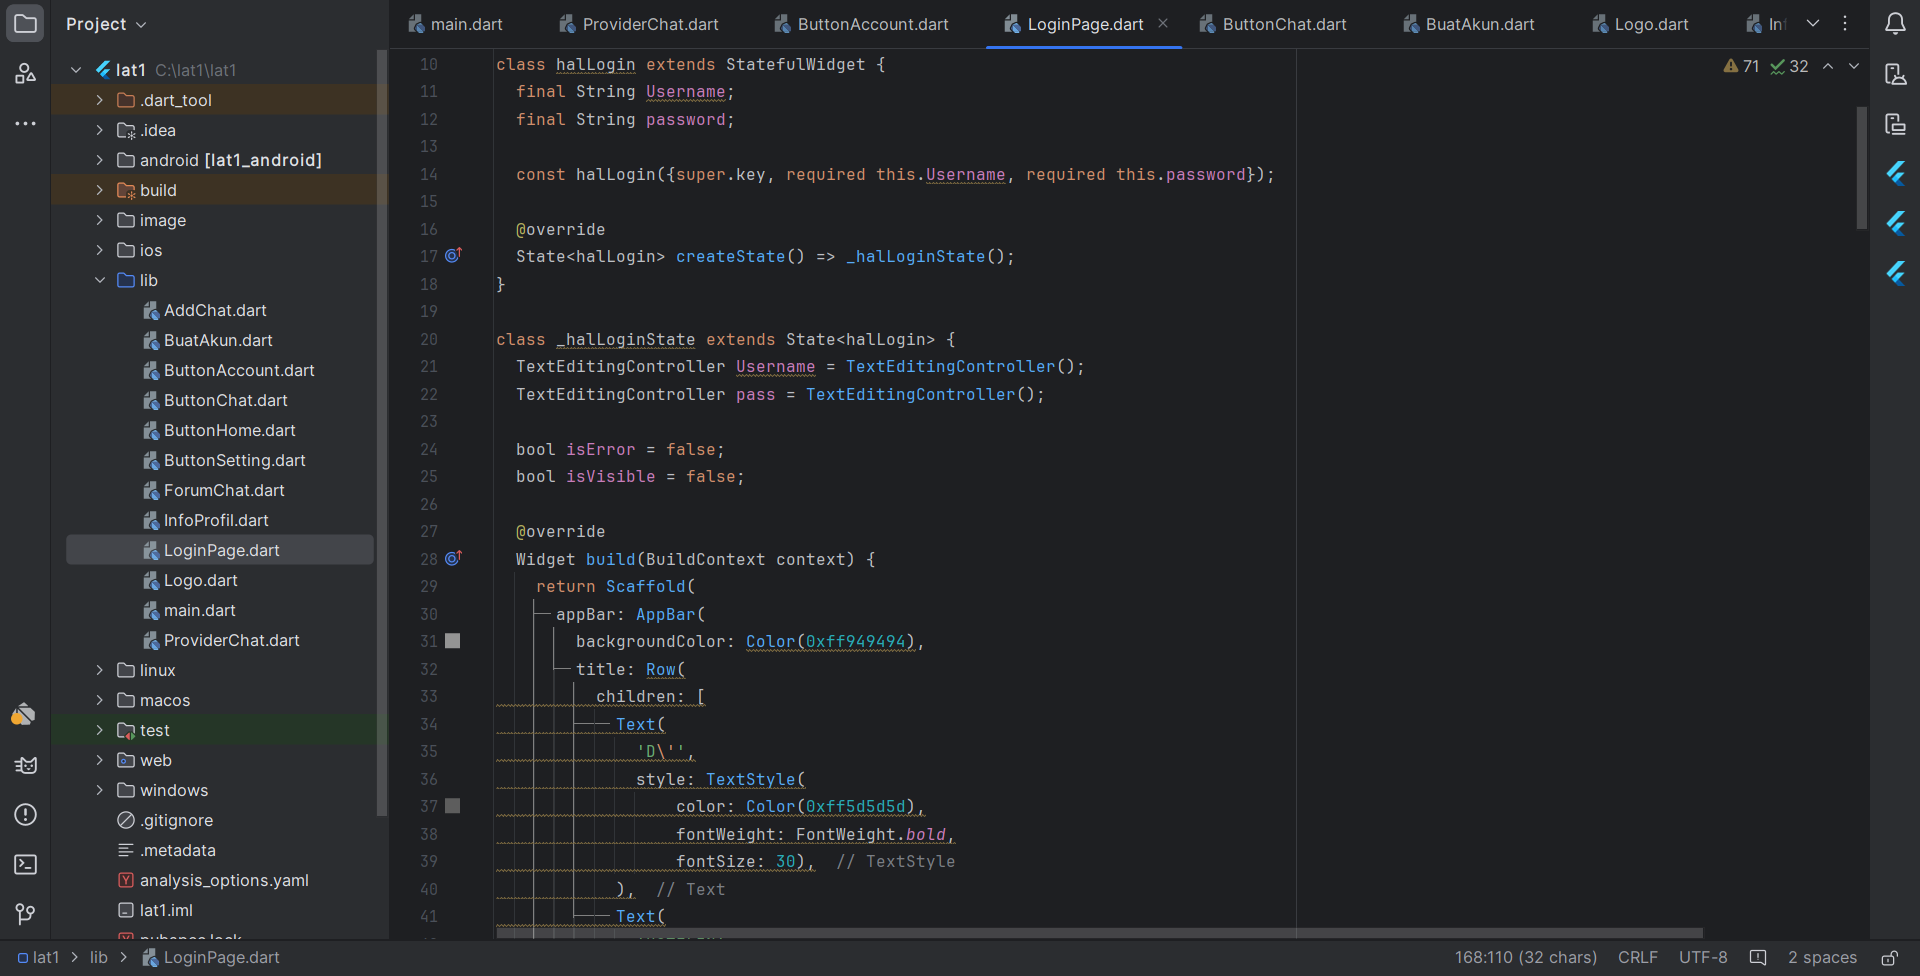 Project
main.dart
ProviderChat.dart
ButtonAccount.dart
LoginPage.dart
ButtonChat.dart
BuatAkun.dart
Logo.dart
lat1 C:\lat1\lat1
.dart_tool
.idea
android [lat1_android]
build
image
ios
lib
AddChat.dart
BuatAkun.dart
ButtonAccount.dart
ButtonChat.dart
ButtonHome.dart
ButtonSetting.dart
ForumChat.dart
InfoProfil.dart
LoginPage.dart
Logo.dart
main.dart
ProviderChat.dart
linux
macos
test
web
windows
.gitignore
.metadata
analysis_options.yaml
lat1.iml
71 32
10 class halLogin extends StatefulWidget {
11 final String Username;
12 final String password;
13
14 const halLogin({super.key, required this.Username, required this.password});
15
16 @override
17 State<halLogin> createState() => _halLoginState();
18 }
19
20 class _halLoginState extends State<halLogin> {
21 TextEditingController Username = TextEditingController();
22 TextEditingController pass = TextEditingController();
23
24 bool isError = false;
25 bool isVisible = false;
26
27 @override
28 Widget build(BuildContext context) {
29 return Scaffold(
30 appBar: AppBar(
31 backgroundColor: Color(0xff949494),
32 title: Row(
33 children: [
34 Text(
35 'D\'',
36 style: TextStyle(
37 color: Color(0xff5d5d5d),
38 fontWeight: FontWeight.bold,
39 fontSize: 30), // TextStyle
40 ), // Text
41 Text(
lat1 > lib > LoginPage.dart
168:110 (32 chars) CRLF UTF-8 2 spaces